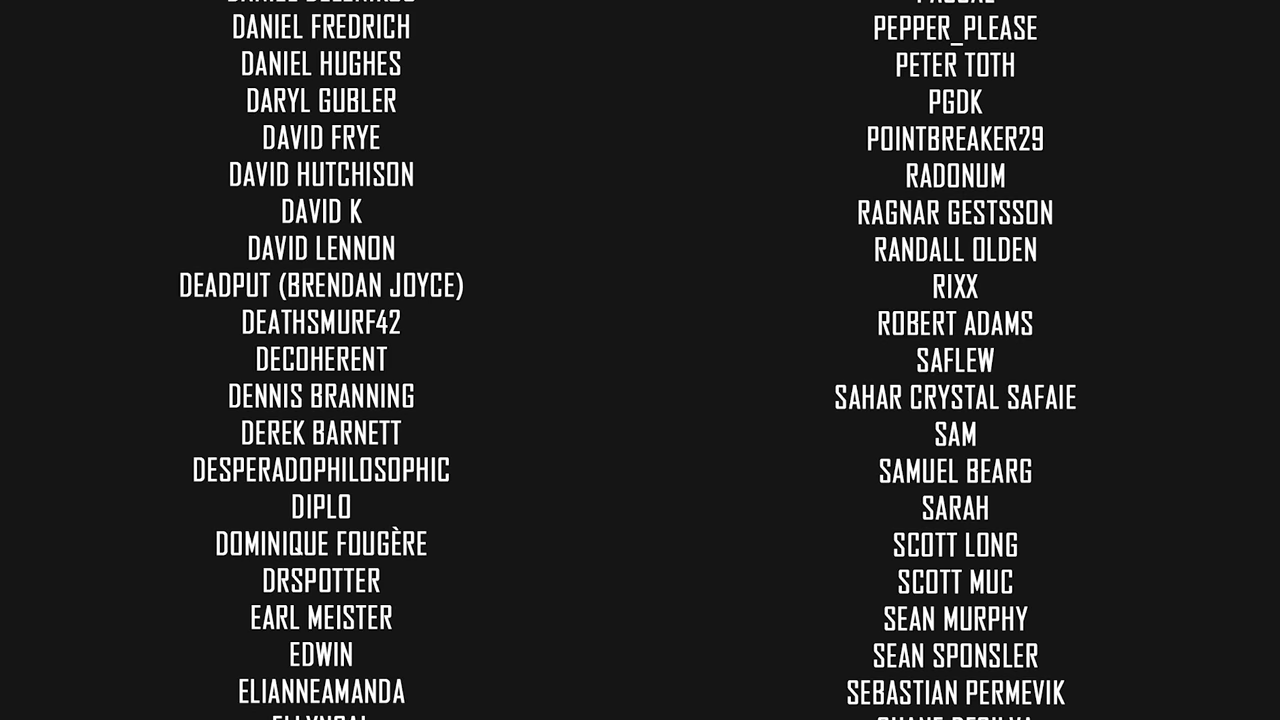 DANIEL FREDRICH
DANIEL HUGHES
DARYL GUBLER
DAVID FRYE
DAVID HUTCHISON
DAVID K
DAVID LENNON
DEADPUT (BRENDAN JOYCE)
DEATHSMURF42
DECOHERENT
DENNIS BRANNING
DEREK BARNETT
DESPERADOPHILOSOPHIC
DIPLO
DOMINIQUE FOUGÈRE
DRSPOTTER
EARL MEISTER
EDWIN
ELIANNEAMANDA
PASCAL
PEPPER_PLEASE
PETER TOTH
PGDK
POINTBREAKER29
RADONUM
RAGNAR GESTSSON
RANDALL OLDEN
RIXX
ROBERT ADAMS
SAFLEW
SAHAR CRYSTAL SAFAIE
SAM
SAMUEL BEARG
SARAH
SCOTT LONG
SCOTT MUC
SEAN MURPHY
SEAN SPONSLER
SEBASTIAN PERMEVIK